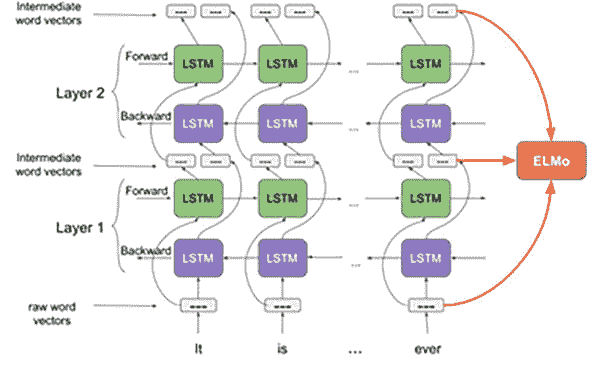 Intermediate
word vectors
Forward
LSTM LSTM LSTM
Layer 2
...
Backward
LSTM LSTM LSTM
...
Intermediate
word vectors
ELMo
Forward
LSTM LSTM LSTM
Layer 1
...
Backward
LSTM LSTM LSTM
...
raw word
vectors
It is ... ever